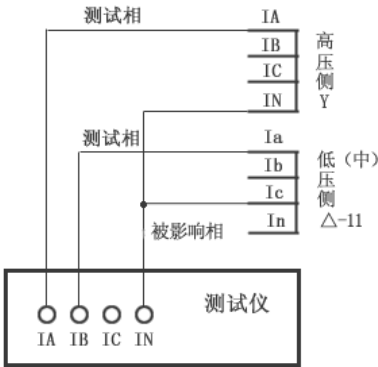 测试相
IA
IB
IC
IN
高压侧
Y
测试相
Ia
Ib
Ic
In
低（中）压侧
△-11
被影响相
测试仪
IA IB IC IN